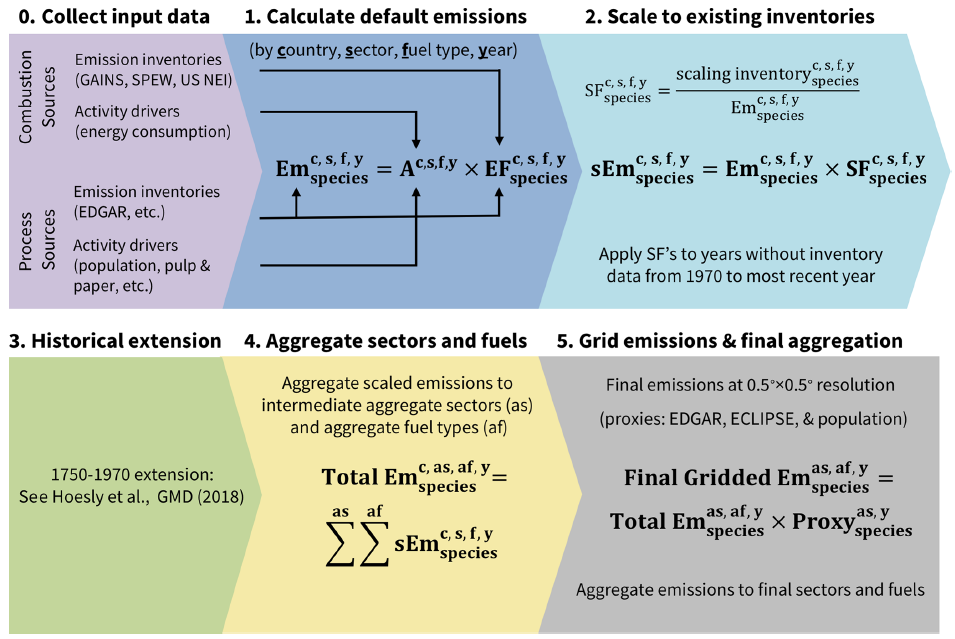 0. Collect input data
Combustion
Sources
Emission inventories
(GAINS, SPEW, US NEI)
Activity drivers
(energy consumption)
Process
Sources
Emission inventories
(EDGAR, etc.)
Activity drivers
(population, pulp &
paper, etc.)
1. Calculate default emissions
(by country, sector, fuel type, year)
Em^{c, s, f, y}_{species} = A^{c,s,f,y} × EF^{c, s, f, y}_{species}
2. Scale to existing inventories
SF^{c, s, f, y}_{species} = scaling inventory^{c, s, f, y}_{species} / Em^{c, s, f, y}_{species}
sEm^{c, s, f, y}_{species} = Em^{c, s, f, y}_{species} × SF^{c, s, f, y}_{species}
Apply SF's to years without inventory
data from 1970 to most recent year
3. Historical extension
1750-1970 extension:
See Hoesly et al., GMD (2018)
4. Aggregate sectors and fuels
Aggregate scaled emissions to
intermediate aggregate sectors (as)
and aggregate fuel types (af)
Total Em^{c, as, af, y}_{species} =
∑^{as} ∑^{af} sEm^{c, s, f, y}_{species}
5. Grid emissions & final aggregation
Final emissions at 0.5°×0.5° resolution
(proxies: EDGAR, ECLIPSE, & population)
Final Gridded Em^{as, af, y}_{species} =
Total Em^{as, af, y}_{species} × Proxy^{as, y}_{species}
Aggregate emissions to final sectors and fuels